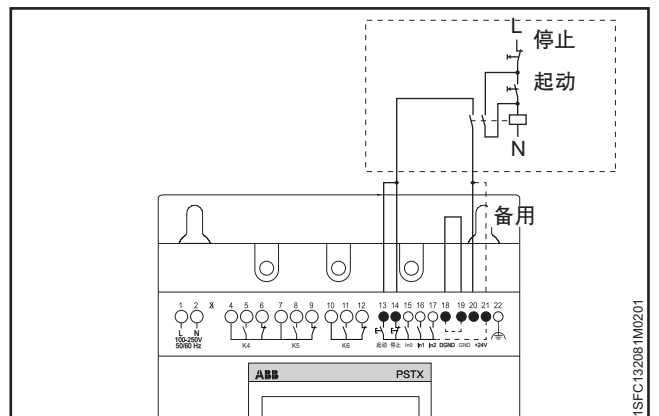 L 停止
起动
N
备用
1 2 X 4 5 6 7 8 9 10 11 12 13 14 15 16 17 18 19 20 21 22
L N
100-250V
50/60 Hz
K4 K5 K6 起动 停止 In0 In1 In2 DGND GND +24V
ABB PSTX
1SFC132081M0201